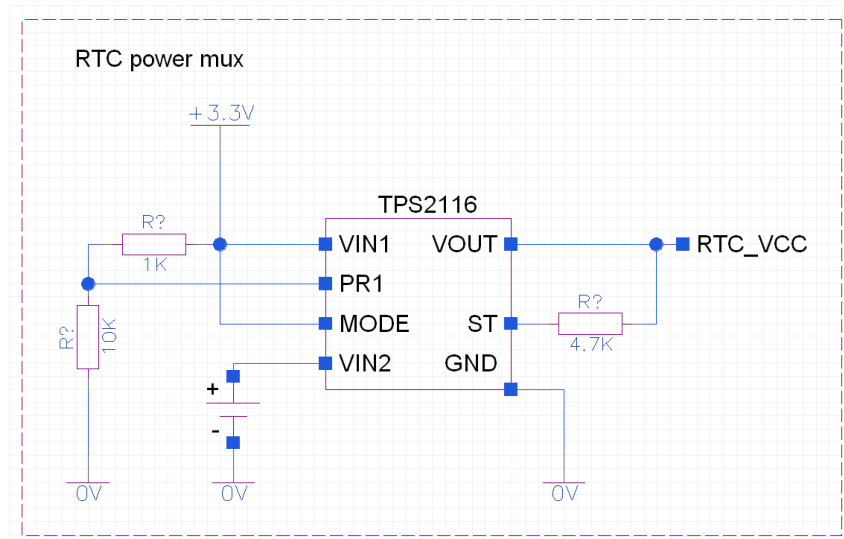 RTC power mux
+3.3V
TPS2116
R?
1K
VIN1
VOUT
RTC_VCC
PR1
R?
10K
MODE
ST
R?
4.7K
VIN2
GND
+
-
0V
0V
0V